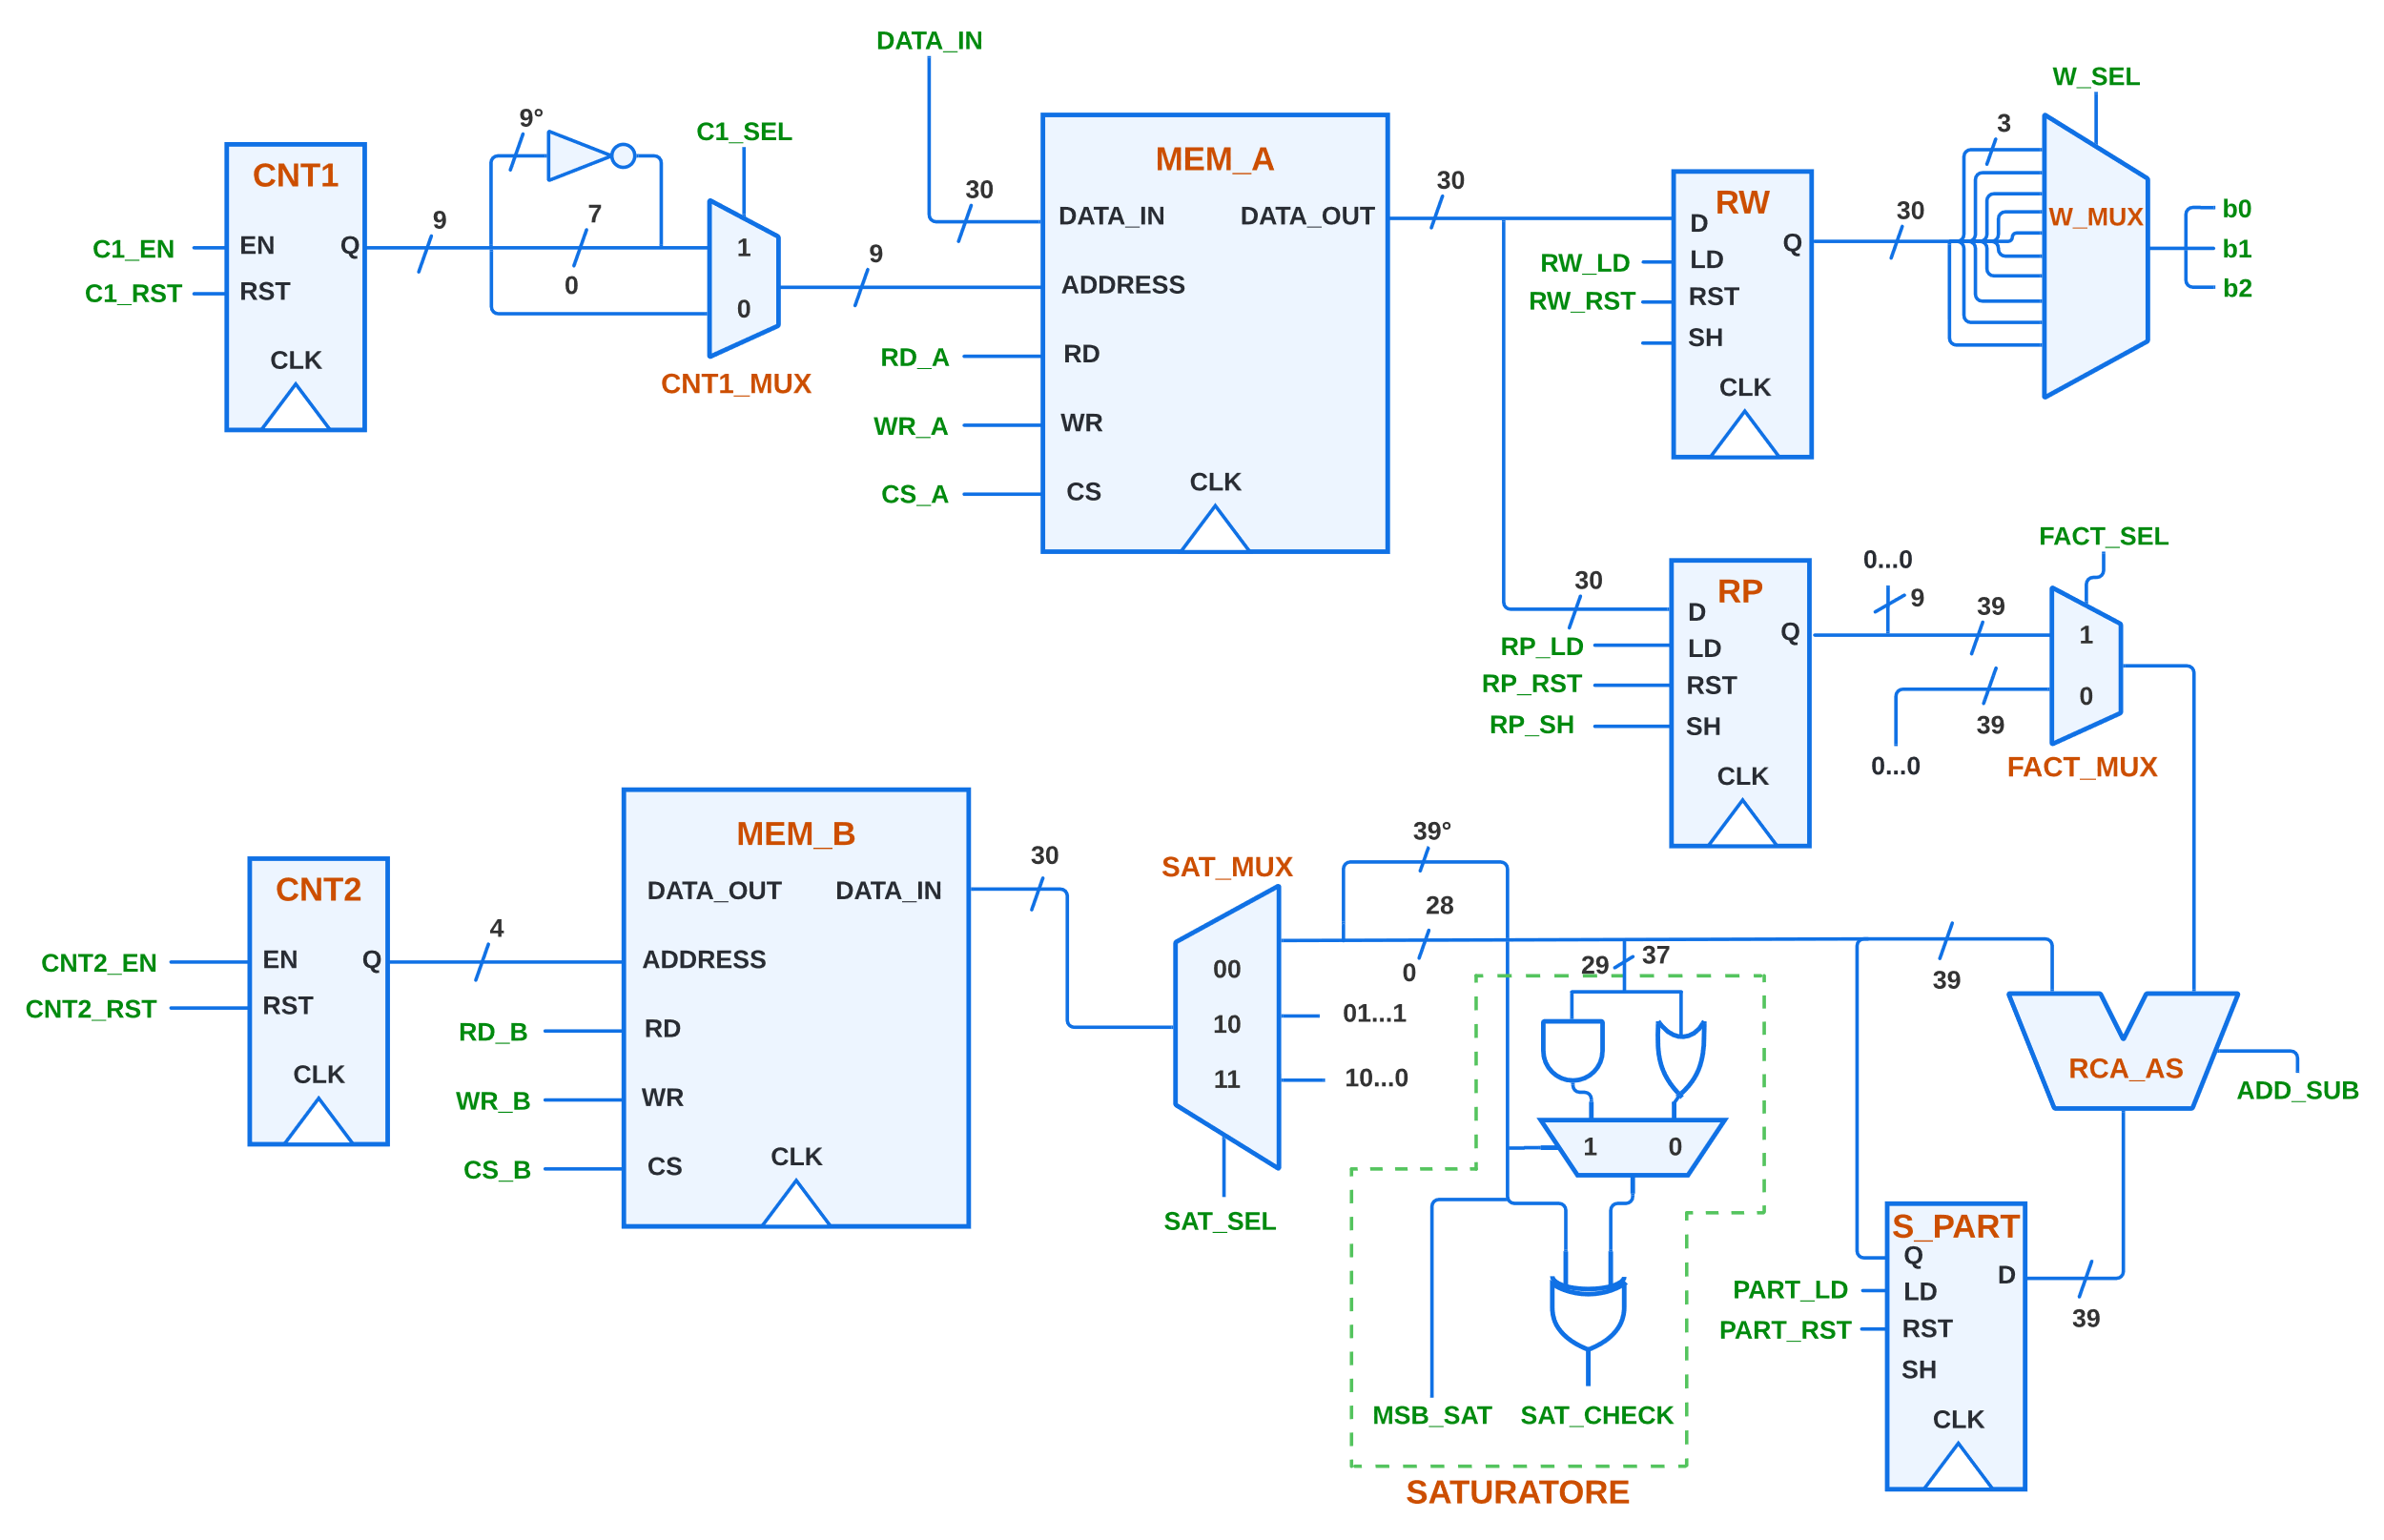 DATA_IN
W_SEL
9°
C1_SEL
3
CNT1
MEM_A
30
30
RW
30
W_MUX
b0
b1
b2
9
7
0
C1_EN
EN
Q
C1_RST
RST
CLK
1
0
CNT1_MUX
9
DATA_IN
DATA_OUT
ADDRESS
RD_A
RD
WR_A
WR
CS_A
CS
CLK
D
Q
RW_LD
LD
RW_RST
RST
SH
CLK
FACT_SEL
0...0
9
39
30
RP
D
Q
RP_LD
LD
RP_RST
RST
RP_SH
SH
CLK
1
0
39
0...0
FACT_MUX
CNT2
CNT2_EN
EN
Q
CNT2_RST
RST
CLK
4
MEM_B
DATA_OUT
DATA_IN
ADDRESS
RD_B
RD
WR_B
WR
CS_B
CS
CLK
30
SAT_MUX
00
10
11
SAT_SEL
39°
28
0
01...1
10...0
29
37
1
0
MSB_SAT
SAT_CHECK
SATURATORE
39
RCA_AS
ADD_SUB
S_PART
Q
D
PART_LD
LD
PART_RST
RST
SH
CLK
39